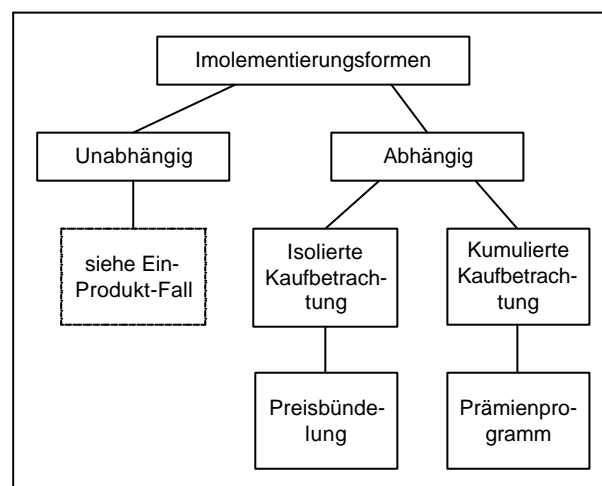 Imolementierungsformen
Unabhängig
Abhängig
siehe Ein-
Produkt-Fall
Isolierte
Kaufbetrach-
tung
Kumulierte
Kaufbetrach-
tung
Preisbünde-
lung
Prämienpro-
gramm